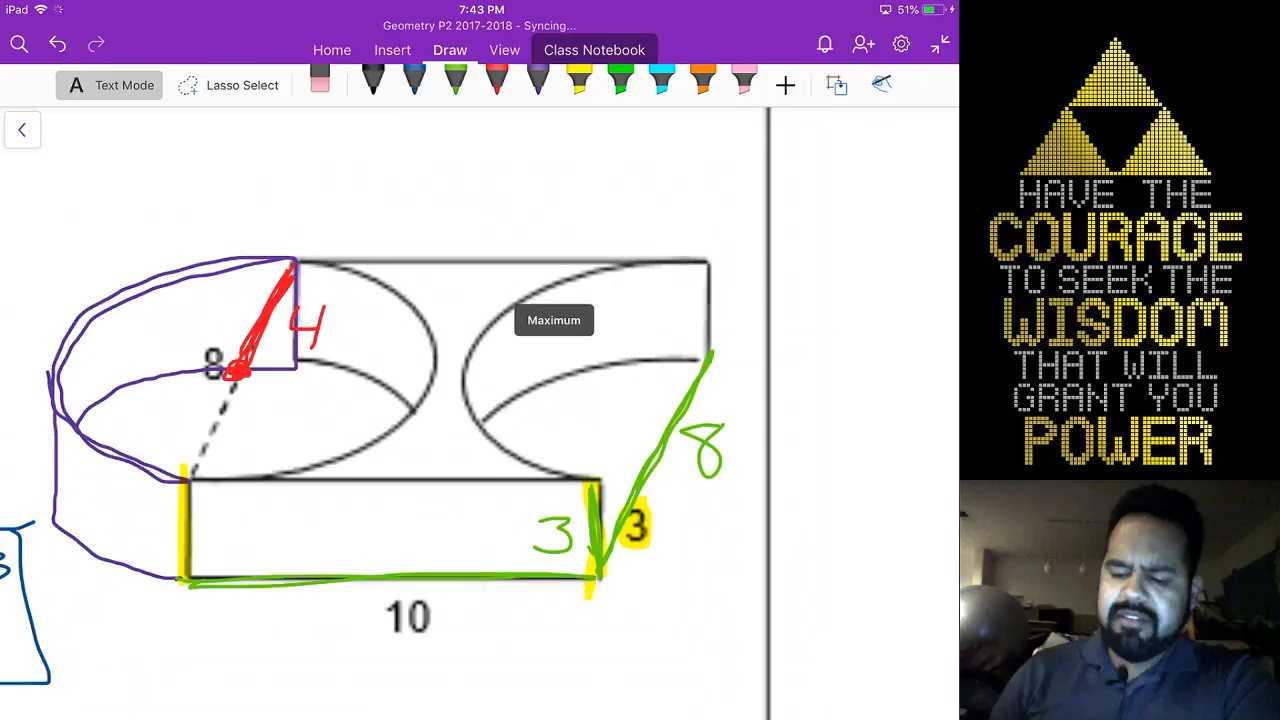 iPad
7:43 PM
51%
Geometry P2 2017-2018 - Syncing...
Home Insert Draw View Class Notebook
A Text Mode Lasso Select
Maximum
4
8
8
3
3
3
10
HAVE THE
COURAGE
TO SEEK THE
WISDOM
THAT WILL
GRANT YOU
POWER